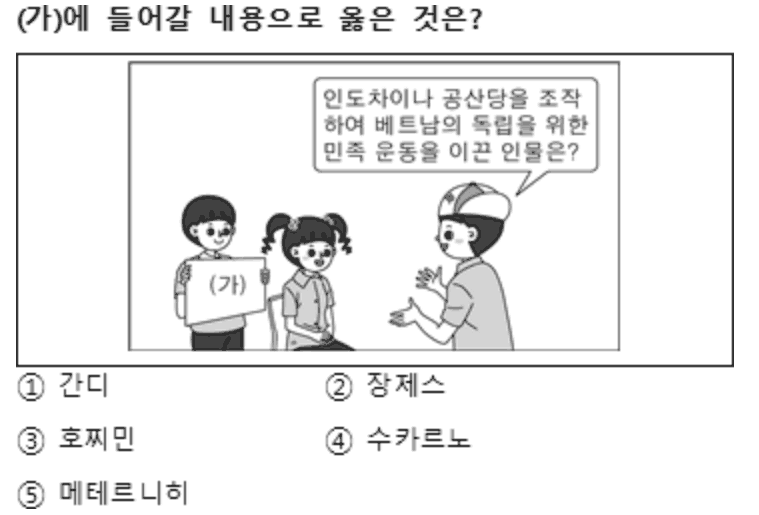 (가)에 들어갈 내용으로 옳은 것은?
인도차이나 공산당을 조작
하여 베트남의 독립을 위한
민족 운동을 이끈 인물은?
(가)
① 간디 ② 장제스
③ 호찌민 ④ 수카르노
⑤ 메테르니히